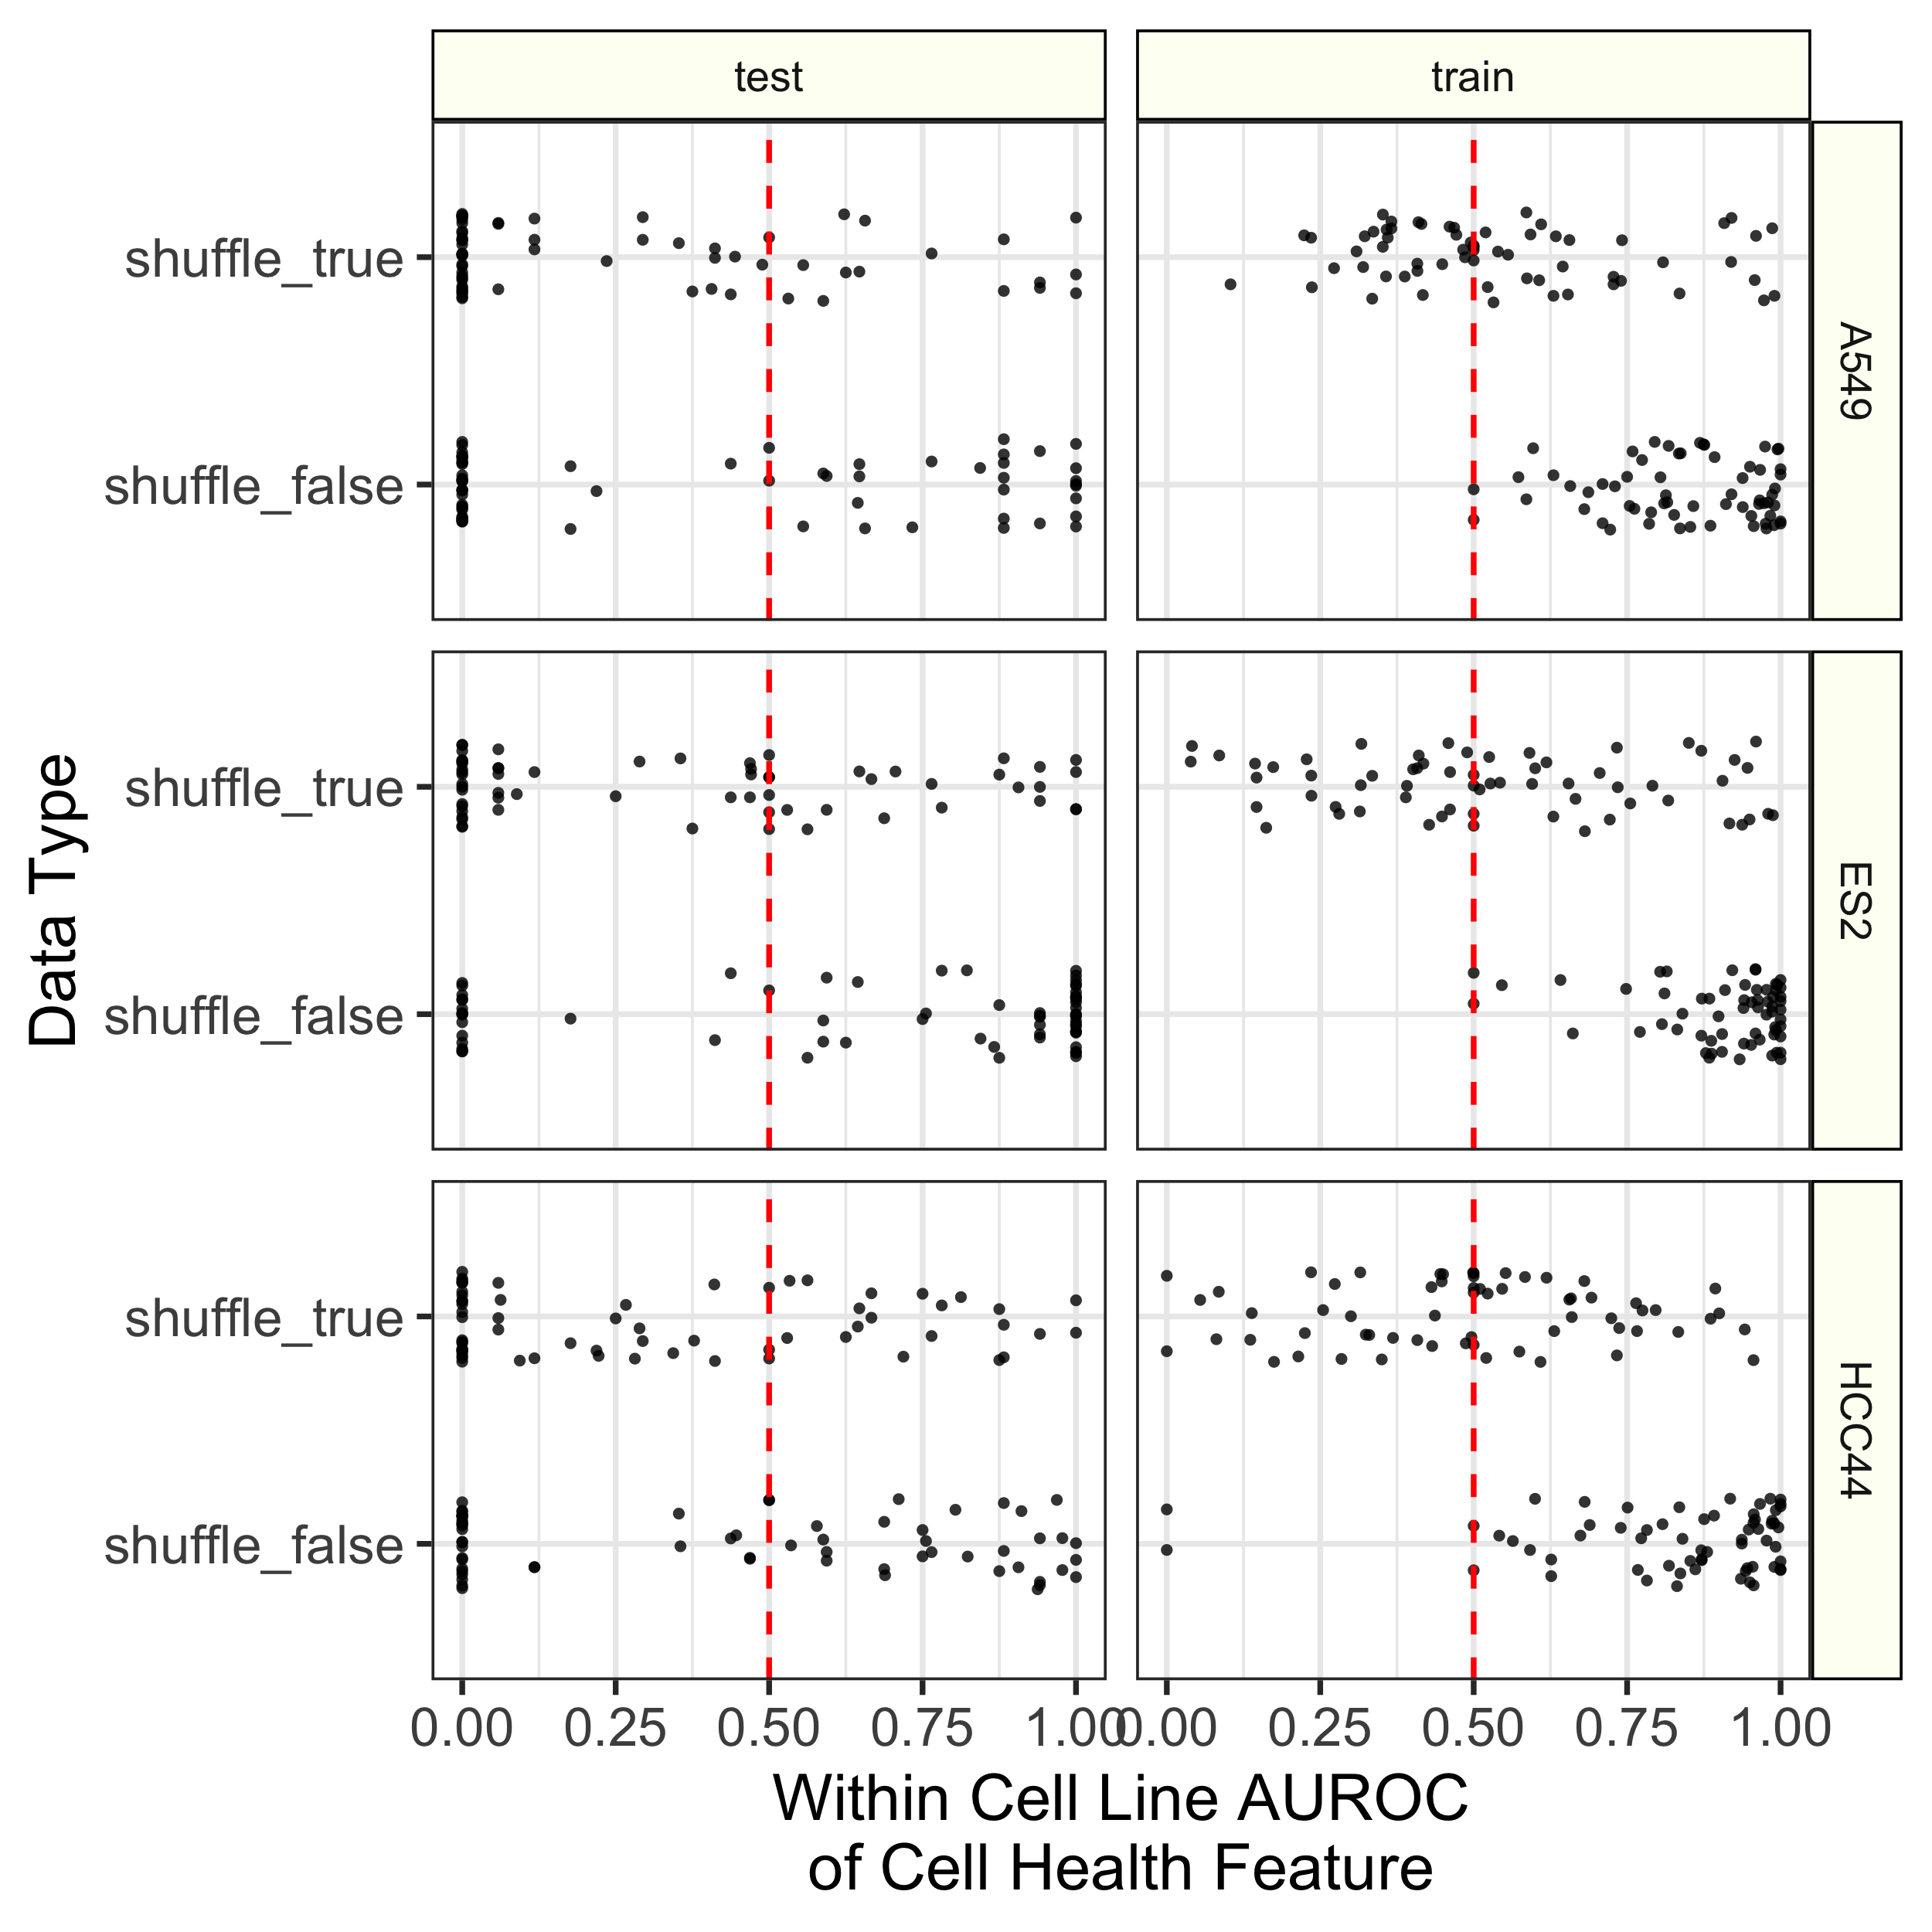 test
train
shuffle_true
shuffle_false
A549
shuffle_true
shuffle_false
ES2
shuffle_true
shuffle_false
HCC44
Data Type
0.00 0.25 0.50 0.75 1.00 0.00 0.25 0.50 0.75 1.00
Within Cell Line AUROC
of Cell Health Feature